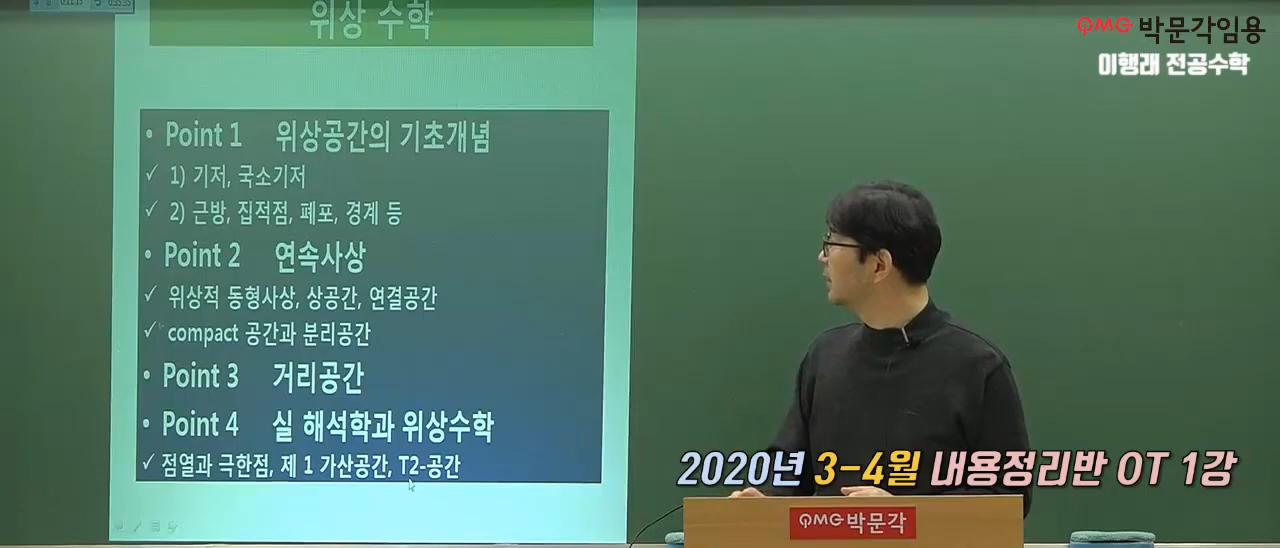 위상 수학
• Point 1 위상공간의 기초개념
✓ 1) 기저, 국소기저
✓ 2) 근방, 집적점, 폐포, 경계 등
• Point 2 연속사상
✓ 위상적 동형사상, 상공간, 연결공간
✓ compact 공간과 분리공간
• Point 3 거리공간
• Point 4 실 해석학과 위상수학
✓ 점열과 극한점, 제 1 가산공간, T2-공간
PMG 박문각임용
이행래 전공수학
2020년 3-4월 내용정리반 OT 1강
PMG 박문각